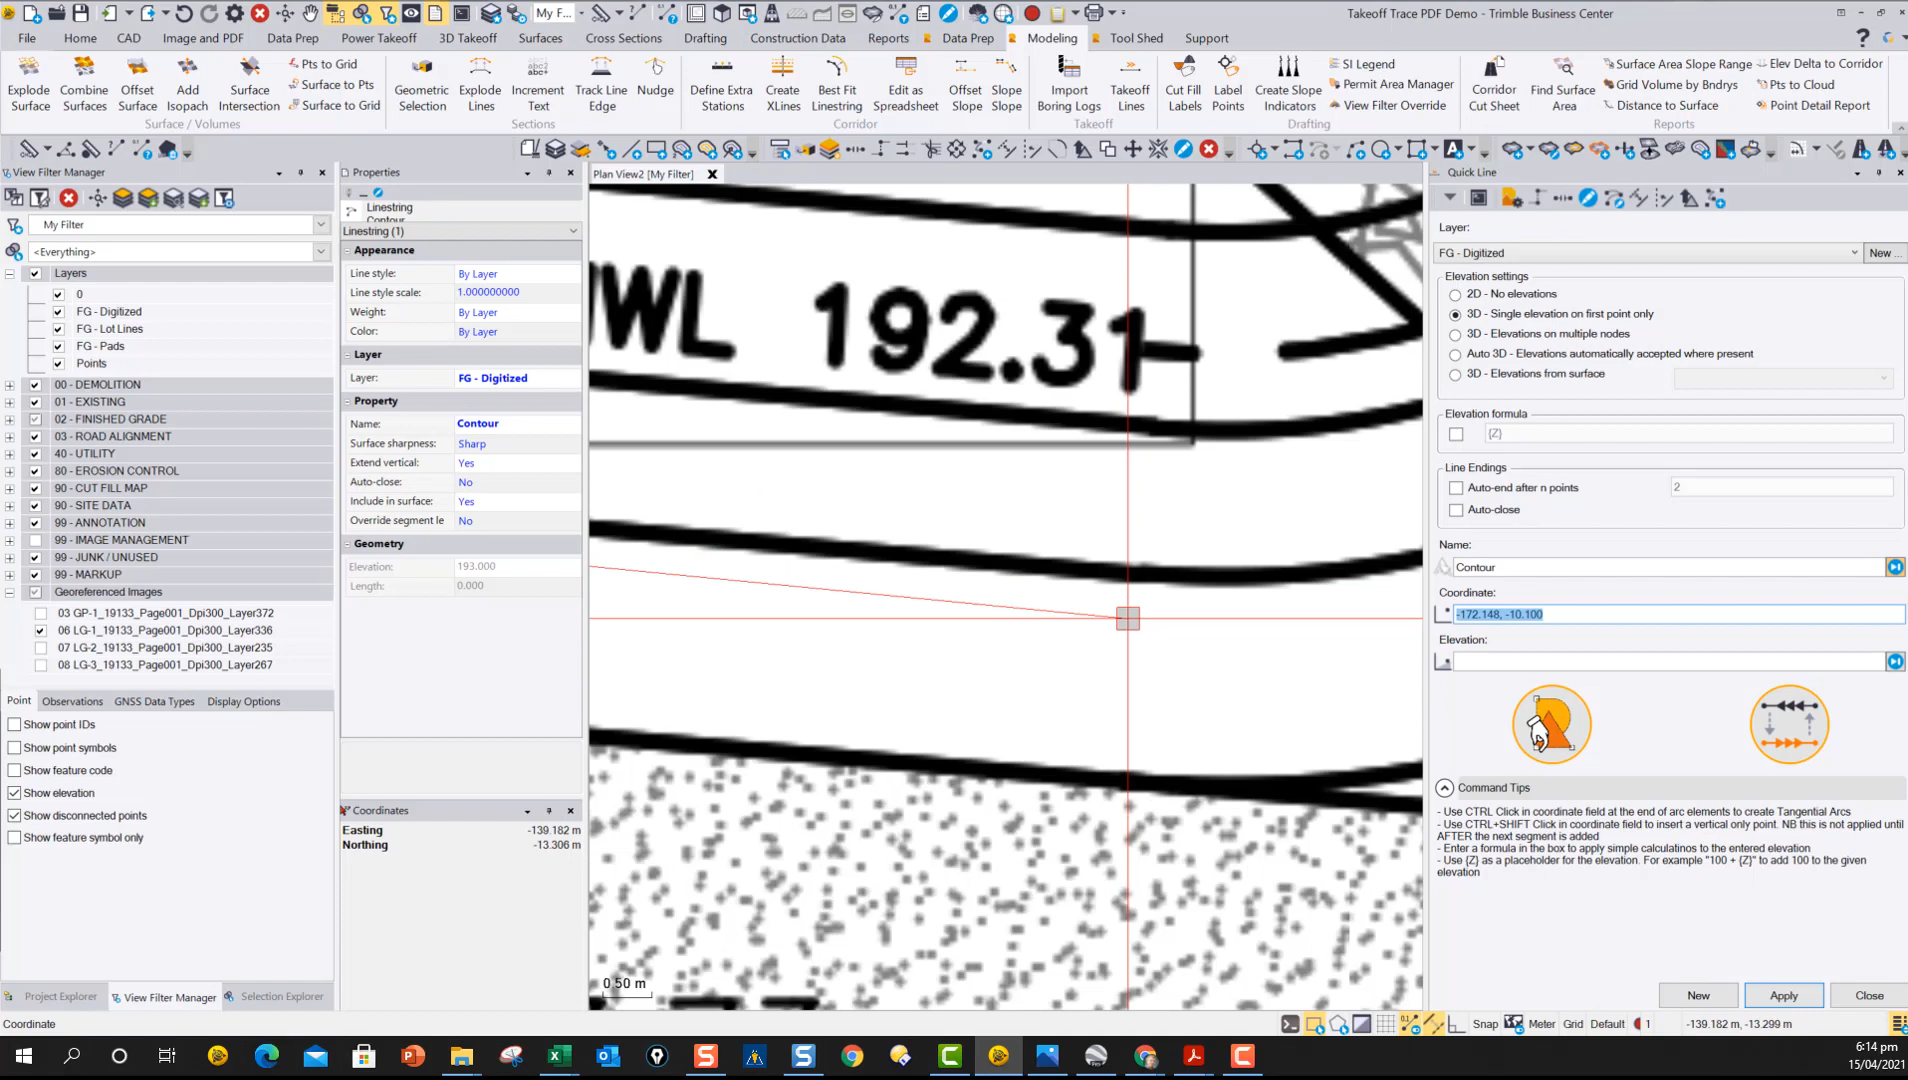 My F...
Takeoff Trace PDF Demo - Trimble Business Center
File Home CAD Image and PDF Data Prep Power Takeoff 3D Takeoff Surfaces Cross Sections Drafting Construction Data Reports Data Prep Modeling Tool Shed Support
Explode Surface
Combine Surfaces
Offset Surface
Add Isopach
Surface Intersection
Pts to Grid
Surface to Pts
Surface to Grid
Surface / Volumes
Geometric Selection
Explode Lines
Increment Text
Track Line Edge
Nudge
Sections
Define Extra Stations
Create XLines
Best Fit Linestring
Edit as Spreadsheet
Offset Slope
Slope Slope
Corridor
Import Boring Logs
Takeoff Lines
Takeoff
Cut Fill Labels
Label Points
Create Slope Indicators
SI Legend
Permit Area Manager
View Filter Override
Drafting
Corridor Cut Sheet
Find Surface Area
Surface Area Slope Range
Grid Volume by Bndrys
Distance to Surface
Elev Delta to Corridor
Pts to Cloud
Point Detail Report
Reports
View Filter Manager
My Filter
<Everything>
Layers
0
FG - Digitized
FG - Lot Lines
FG - Pads
Points
00 - DEMOLITION
01 - EXISTING
02 - FINISHED GRADE
03 - ROAD ALIGNMENT
40 - UTILITY
80 - EROSION CONTROL
90 - CUT FILL MAP
90 - SITE DATA
99 - ANNOTATION
99 - IMAGE MANAGEMENT
99 - JUNK / UNUSED
99 - MARKUP
Georeferenced Images
03 GP-1_19133_Page001_Dpi300_Layer372
06 LG-1_19133_Page001_Dpi300_Layer336
07 LG-2_19133_Page001_Dpi300_Layer235
08 LG-3_19133_Page001_Dpi300_Layer267
Point Observations GNSS Data Types Display Options
Show point IDs
Show point symbols
Show feature code
Show elevation
Show disconnected points
Show feature symbol only
Project Explorer View Filter Manager Selection Explorer
Coordinate
Properties
Linestring
Contour
Linestring (1)
Appearance
Line style: By Layer
Line style scale: 1.000000000
Weight: By Layer
Color: By Layer
Layer
Layer: FG - Digitized
Property
Name: Contour
Surface sharpness: Sharp
Extend vertical: Yes
Auto-close: No
Include in surface: Yes
Override segment le No
Geometry
Elevation: 193.000
Length: 0.000
Coordinates
Easting -139.182 m
Northing -13.306 m
Plan View2 [My Filter]
WL 192.31
0.50 m
Quick Line
Layer:
FG - Digitized New ...
Elevation settings
2D - No elevations
3D - Single elevation on first point only
3D - Elevations on multiple nodes
Auto 3D - Elevations automatically accepted where present
3D - Elevations from surface
Elevation formula
{Z}
Line Endings
Auto-end after n points 2
Auto-close
Name:
Contour
Coordinate:
-172.148, -10.100
Elevation:
Command Tips
- Use CTRL Click in coordinate field at the end of arc elements to create Tangential Arcs
- Use CTRL+SHIFT Click in coordinate field to insert a vertical only point. NB this is not applied until
AFTER the next segment is added
- Enter a formula in the box to apply simple calculatinos to the entered elevation
- Use {Z} as a placeholder for the elevation. For example "100 + {Z}" to add 100 to the given
elevation
New Apply Close
Snap Meter Grid Default 1 -139.182 m, -13.299 m
6:14 pm
15/04/2021